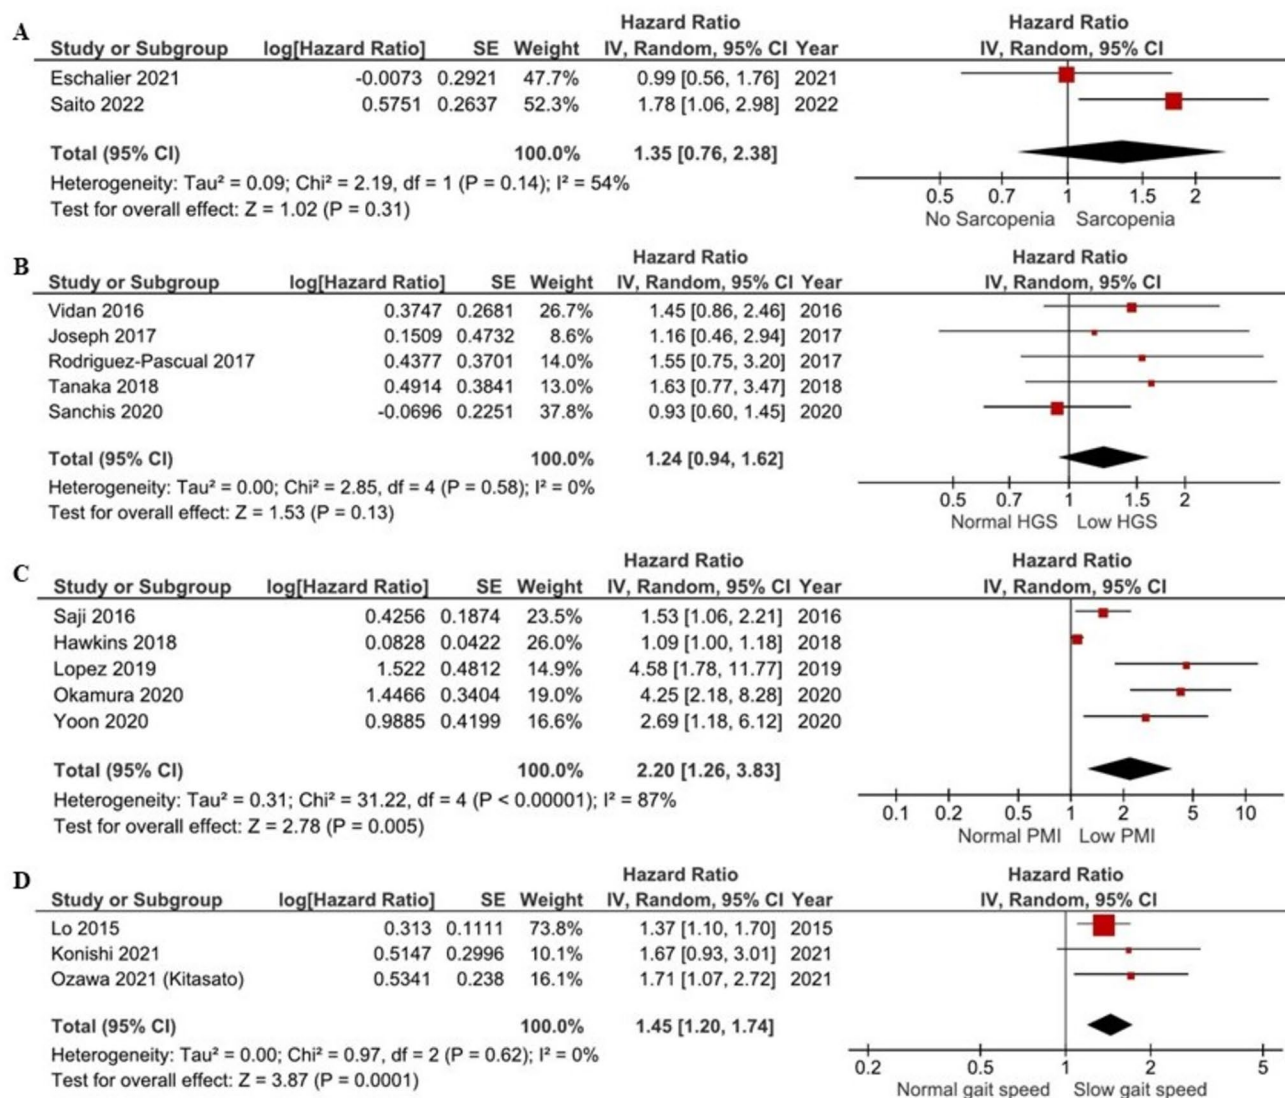 A
Hazard Ratio Hazard Ratio
Study or Subgroup log[Hazard Ratio] SE Weight IV, Random, 95% CI Year IV, Random, 95% CI
Eschalier 2021 -0.0073 0.2921 47.7% 0.99 [0.56, 1.76] 2021
Saito 2022 0.5751 0.2637 52.3% 1.78 [1.06, 2.98] 2022
Total (95% CI) 100.0% 1.35 [0.76, 2.38]
Heterogeneity: Tau² = 0.09; Chi² = 2.19, df = 1 (P = 0.14); I² = 54%
Test for overall effect: Z = 1.02 (P = 0.31)
0.5 0.7 1 1.5 2
No Sarcopenia Sarcopenia
B
Hazard Ratio Hazard Ratio
Study or Subgroup log[Hazard Ratio] SE Weight IV, Random, 95% CI Year IV, Random, 95% CI
Vidan 2016 0.3747 0.2681 26.7% 1.45 [0.86, 2.46] 2016
Joseph 2017 0.1509 0.4732 8.6% 1.16 [0.46, 2.94] 2017
Rodriguez-Pascual 2017 0.4377 0.3701 14.0% 1.55 [0.75, 3.20] 2017
Tanaka 2018 0.4914 0.3841 13.0% 1.63 [0.77, 3.47] 2018
Sanchis 2020 -0.0696 0.2251 37.8% 0.93 [0.60, 1.45] 2020
Total (95% CI) 100.0% 1.24 [0.94, 1.62]
Heterogeneity: Tau² = 0.00; Chi² = 2.85, df = 4 (P = 0.58); I² = 0%
Test for overall effect: Z = 1.53 (P = 0.13)
0.5 0.7 1 1.5 2
Normal HGS Low HGS
C
Hazard Ratio Hazard Ratio
Study or Subgroup log[Hazard Ratio] SE Weight IV, Random, 95% CI Year IV, Random, 95% CI
Saji 2016 0.4256 0.1874 23.5% 1.53 [1.06, 2.21] 2016
Hawkins 2018 0.0828 0.0422 26.0% 1.09 [1.00, 1.18] 2018
Lopez 2019 1.522 0.4812 14.9% 4.58 [1.78, 11.77] 2019
Okamura 2020 1.4466 0.3404 19.0% 4.25 [2.18, 8.28] 2020
Yoon 2020 0.9885 0.4199 16.6% 2.69 [1.18, 6.12] 2020
Total (95% CI) 100.0% 2.20 [1.26, 3.83]
Heterogeneity: Tau² = 0.31; Chi² = 31.22, df = 4 (P < 0.00001); I² = 87%
Test for overall effect: Z = 2.78 (P = 0.005)
0.1 0.2 0.5 1 2 5 10
Normal PMI Low PMI
D
Hazard Ratio Hazard Ratio
Study or Subgroup log[Hazard Ratio] SE Weight IV, Random, 95% CI Year IV, Random, 95% CI
Lo 2015 0.313 0.1111 73.8% 1.37 [1.10, 1.70] 2015
Konishi 2021 0.5147 0.2996 10.1% 1.67 [0.93, 3.01] 2021
Ozawa 2021 (Kitasato) 0.5341 0.238 16.1% 1.71 [1.07, 2.72] 2021
Total (95% CI) 100.0% 1.45 [1.20, 1.74]
Heterogeneity: Tau² = 0.00; Chi² = 0.97, df = 2 (P = 0.62); I² = 0%
Test for overall effect: Z = 3.87 (P = 0.0001)
0.2 0.5 1 2 5
Normal gait speed Slow gait speed